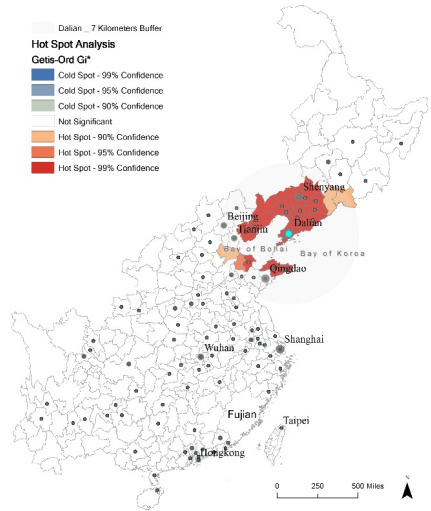 Dalian _ 7 Kilometers Buffer
Hot Spot Analysis
Getis-Ord Gi*
Cold Spot - 99% Confidence
Cold Spot - 95% Confidence
Cold Spot - 90% Confidence
Not Significant
Hot Spot - 90% Confidence
Hot Spot - 95% Confidence
Hot Spot - 99% Confidence
Shenyang
Beijing
Dalian
Tianjin
Bay of Bohai
Bay of Korea
Qingdao
Shanghai
Wuhan
Fujian
Taipei
Hongkong
N
0 250 500 Miles